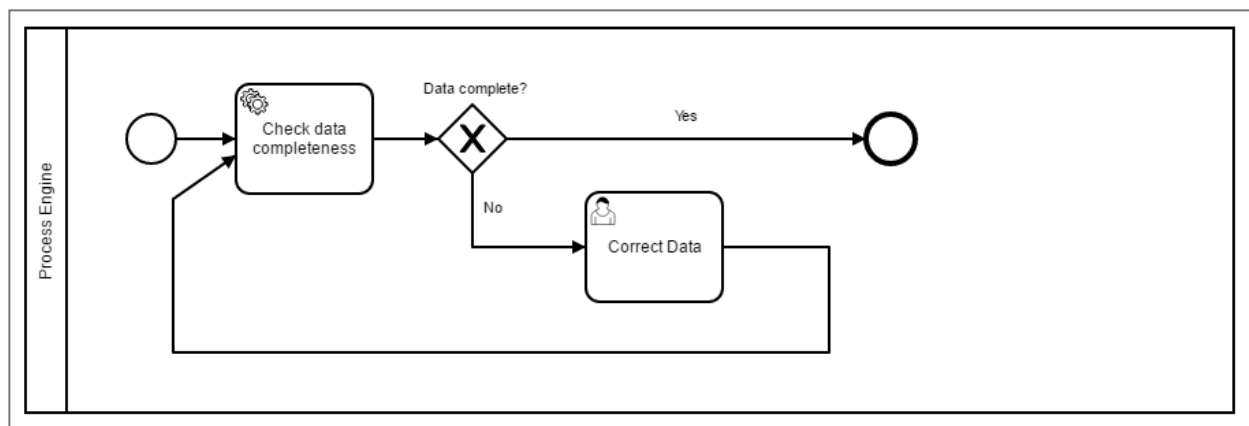 Data complete?
Check data
completeness
Yes
No
Correct Data
Process Engine